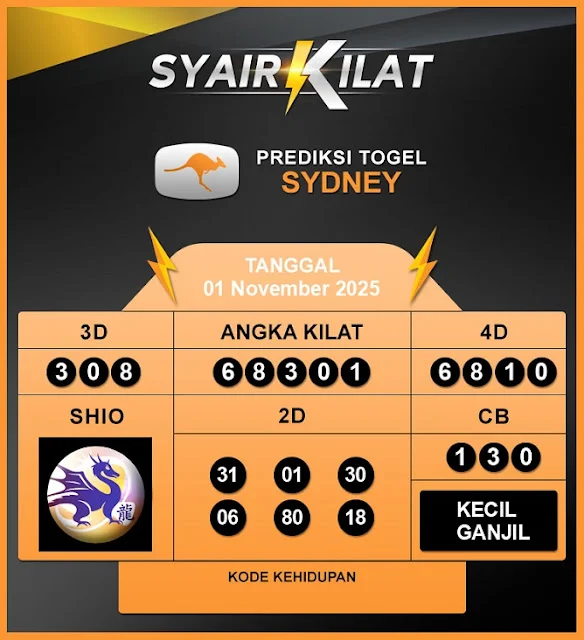 SYAIR KILAT
PREDIKSI TOGEL
SYDNEY
TANGGAL
01 November 2025
3D
ANGKA KILAT
4D
3 0 8
6 8 3 0 1
6 8 1 0
SHIO
2D
CB
31 01 30
06 80 18
1 3 0
龍
KECIL
GANJIL
KODE KEHIDUPAN